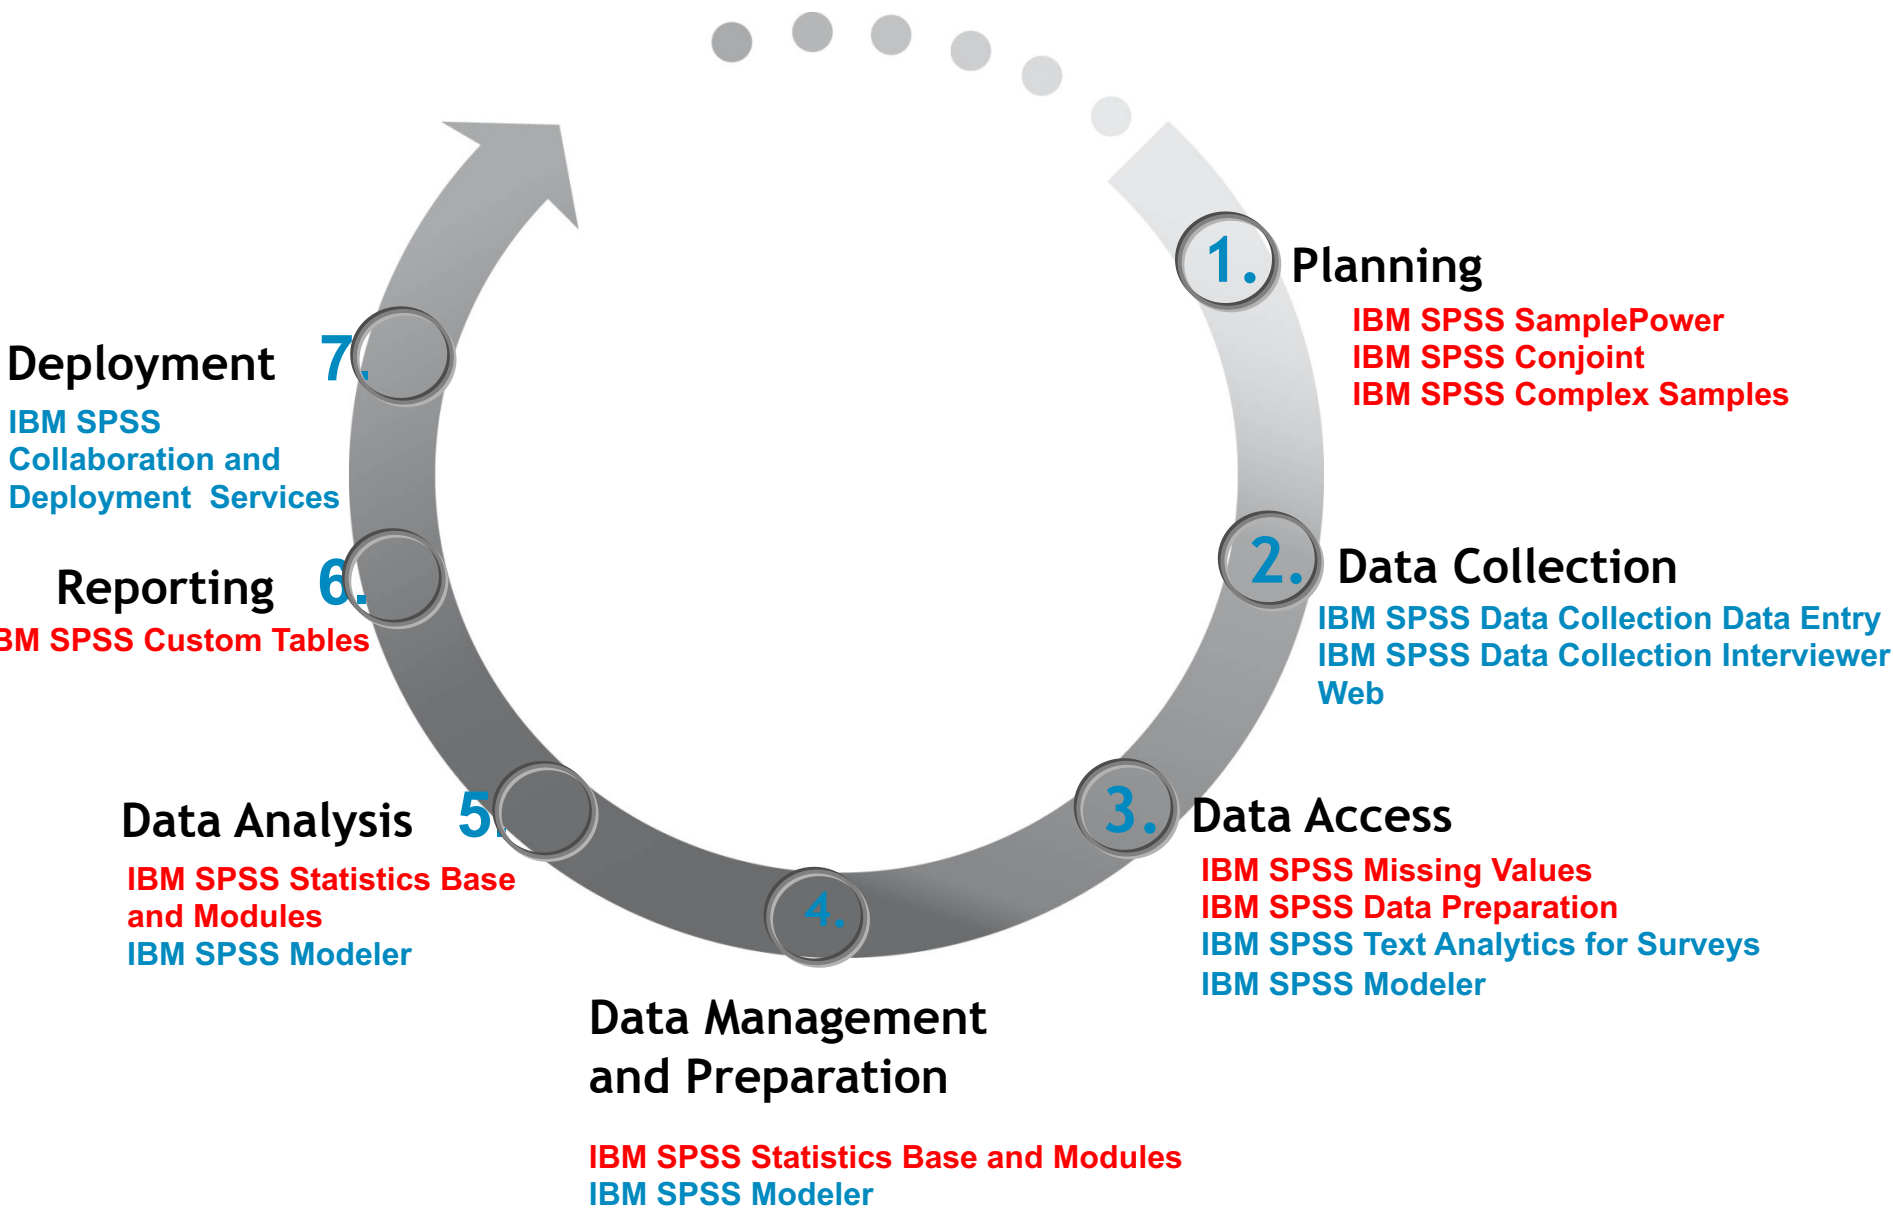 1. Planning
IBM SPSS SamplePower
IBM SPSS Conjoint
IBM SPSS Complex Samples
2. Data Collection
IBM SPSS Data Collection Data Entry
IBM SPSS Data Collection Interviewer
Web
3. Data Access
IBM SPSS Missing Values
IBM SPSS Data Preparation
IBM SPSS Text Analytics for Surveys
IBM SPSS Modeler
4.
Data Management
and Preparation
IBM SPSS Statistics Base and Modules
IBM SPSS Modeler
Data Analysis 5.
IBM SPSS Statistics Base
and Modules
IBM SPSS Modeler
Reporting 6.
BM SPSS Custom Tables
Deployment 7.
IBM SPSS
Collaboration and
Deployment Services